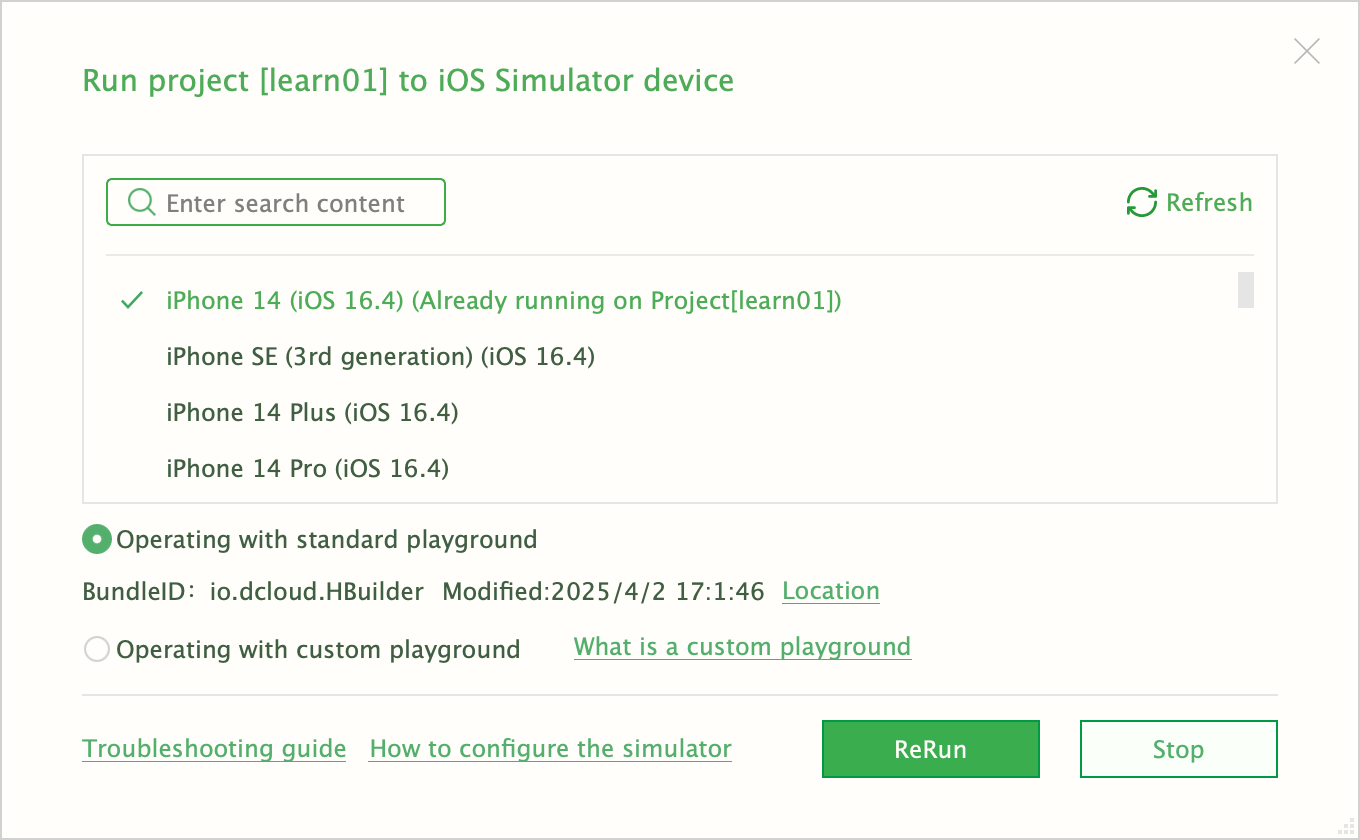 Run project [learn01] to iOS Simulator device
Enter search content
Refresh
iPhone 14 (iOS 16.4) (Already running on Project[learn01])
iPhone SE (3rd generation) (iOS 16.4)
iPhone 14 Plus (iOS 16.4)
iPhone 14 Pro (iOS 16.4)
Operating with standard playground
BundleID： io.dcloud.HBuilder Modified:2025/4/2 17:1:46 Location
Operating with custom playground What is a custom playground
Troubleshooting guide How to configure the simulator ReRun Stop